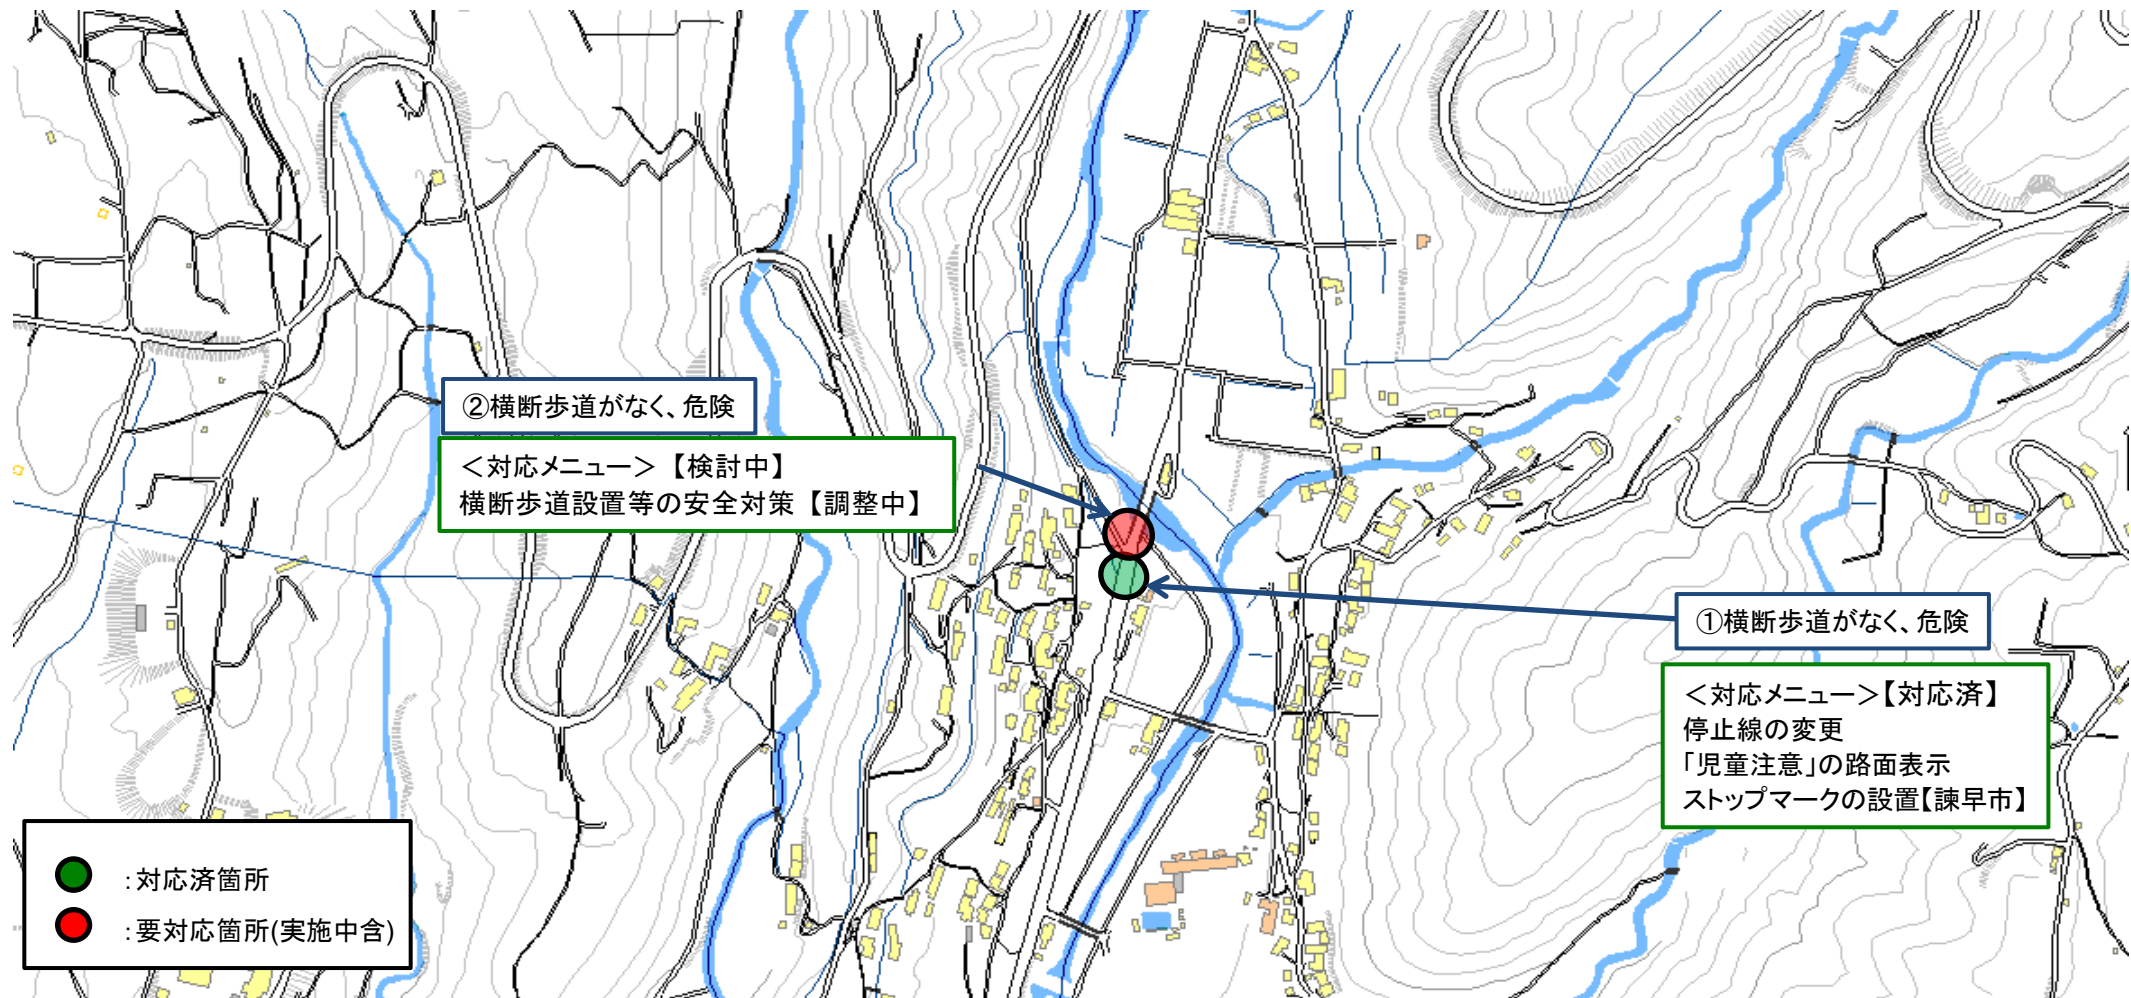 ②横断歩道がなく、危険
＜対応メニュー＞【検討中】
横断歩道設置等の安全対策【調整中】
①横断歩道がなく、危険
＜対応メニュー＞【対応済】
停止線の変更
「児童注意」の路面表示
ストップマークの設置【諫早市】
：対応済箇所
：要対応箇所(実施中含)